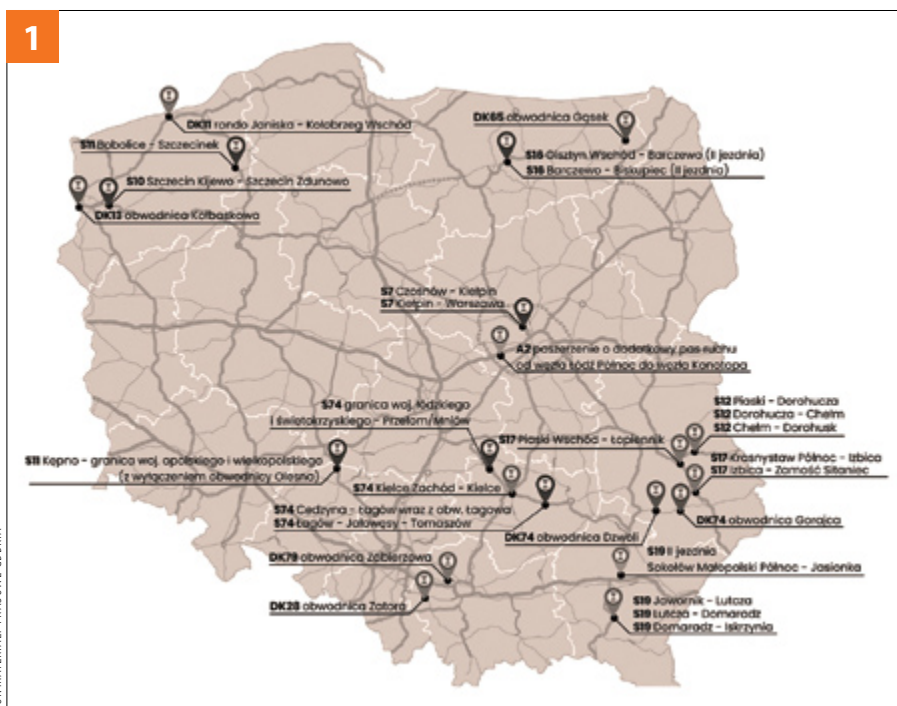 1
DK11 rondo Janiska - Kołobrzeg Wschód
S11 Bobolice - Szczecinek
S10 Szczecin Kijewo - Szczecin Zdunowo
DK13 obwodnica Kołbaskowa
DK65 obwodnica Gąsek
S16 Olsztyn Wschód - Barczewo (II jezdnia)
S16 Barczewo - Biskupiec (II jezdnia)
S7 Czosnów - Kiełpin
S7 Kiełpin - Warszawa
A2 poszerzenie o dodatkowy pas ruchu
od węzła Łódź Północ do węzła Konotopa
S74 granica woj. łódzkiego
i świętokrzyskiego - Przełom/Mniów
S12 Piaski - Dorohucza
S12 Dorohucza - Chełm
S12 Chełm - Dorohusk
S17 Piaski Wschód - Łopiennik
S17 Krasnystaw Północ - Izbica
S17 Izbica - Zamość Sitaniec
S11 Kępno - granica woj. opolskiego i wielkopolskiego
(z wyłączeniem obwodnicy Olesna)
S74 Kielce Zachód - Kielce
S74 Cedzyna - Łagów wraz z obw. Łagowa
S74 Łagów - Jałowęsy - Tomaszów
DK74 obwodnica Gorajca
DK74 obwodnica Dzwoli
DK79 obwodnica Zabierzowa
S19 II jezdnia
Sokołów Małopolski Północ - Jasionka
DK28 obwodnica Zatora
S19 Jawornik - Lutcza
S19 Lutcza - Domaradz
S19 Domaradz - Iskrzynia